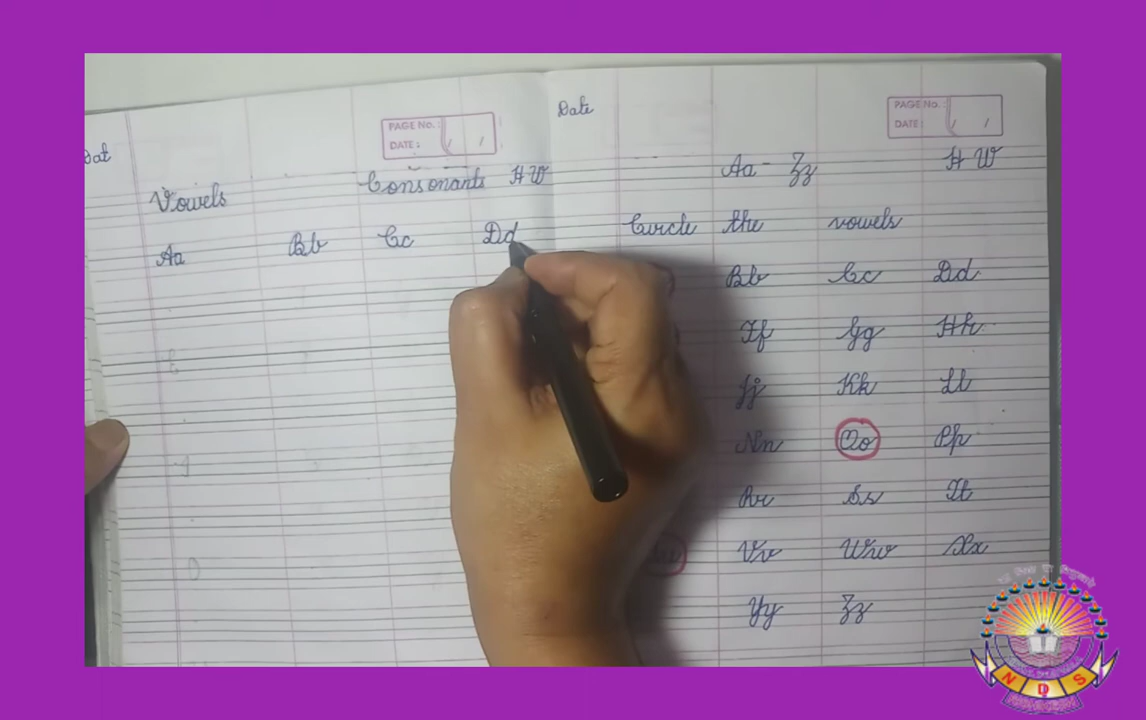 Dat
PAGE No.:
DATE: / /
Vowels Consonants H W
Aa Bb Cc Dd
Date
PAGE No.:
DATE: / /
Aa - Zz H W
Circle the vowels
Bb Cc Dd
Ff Gg Hh
Jj Kk Ll
Nn Oo Pp
Rr Ss Tt
Vv Ww Xx
Yy Zz
N D S